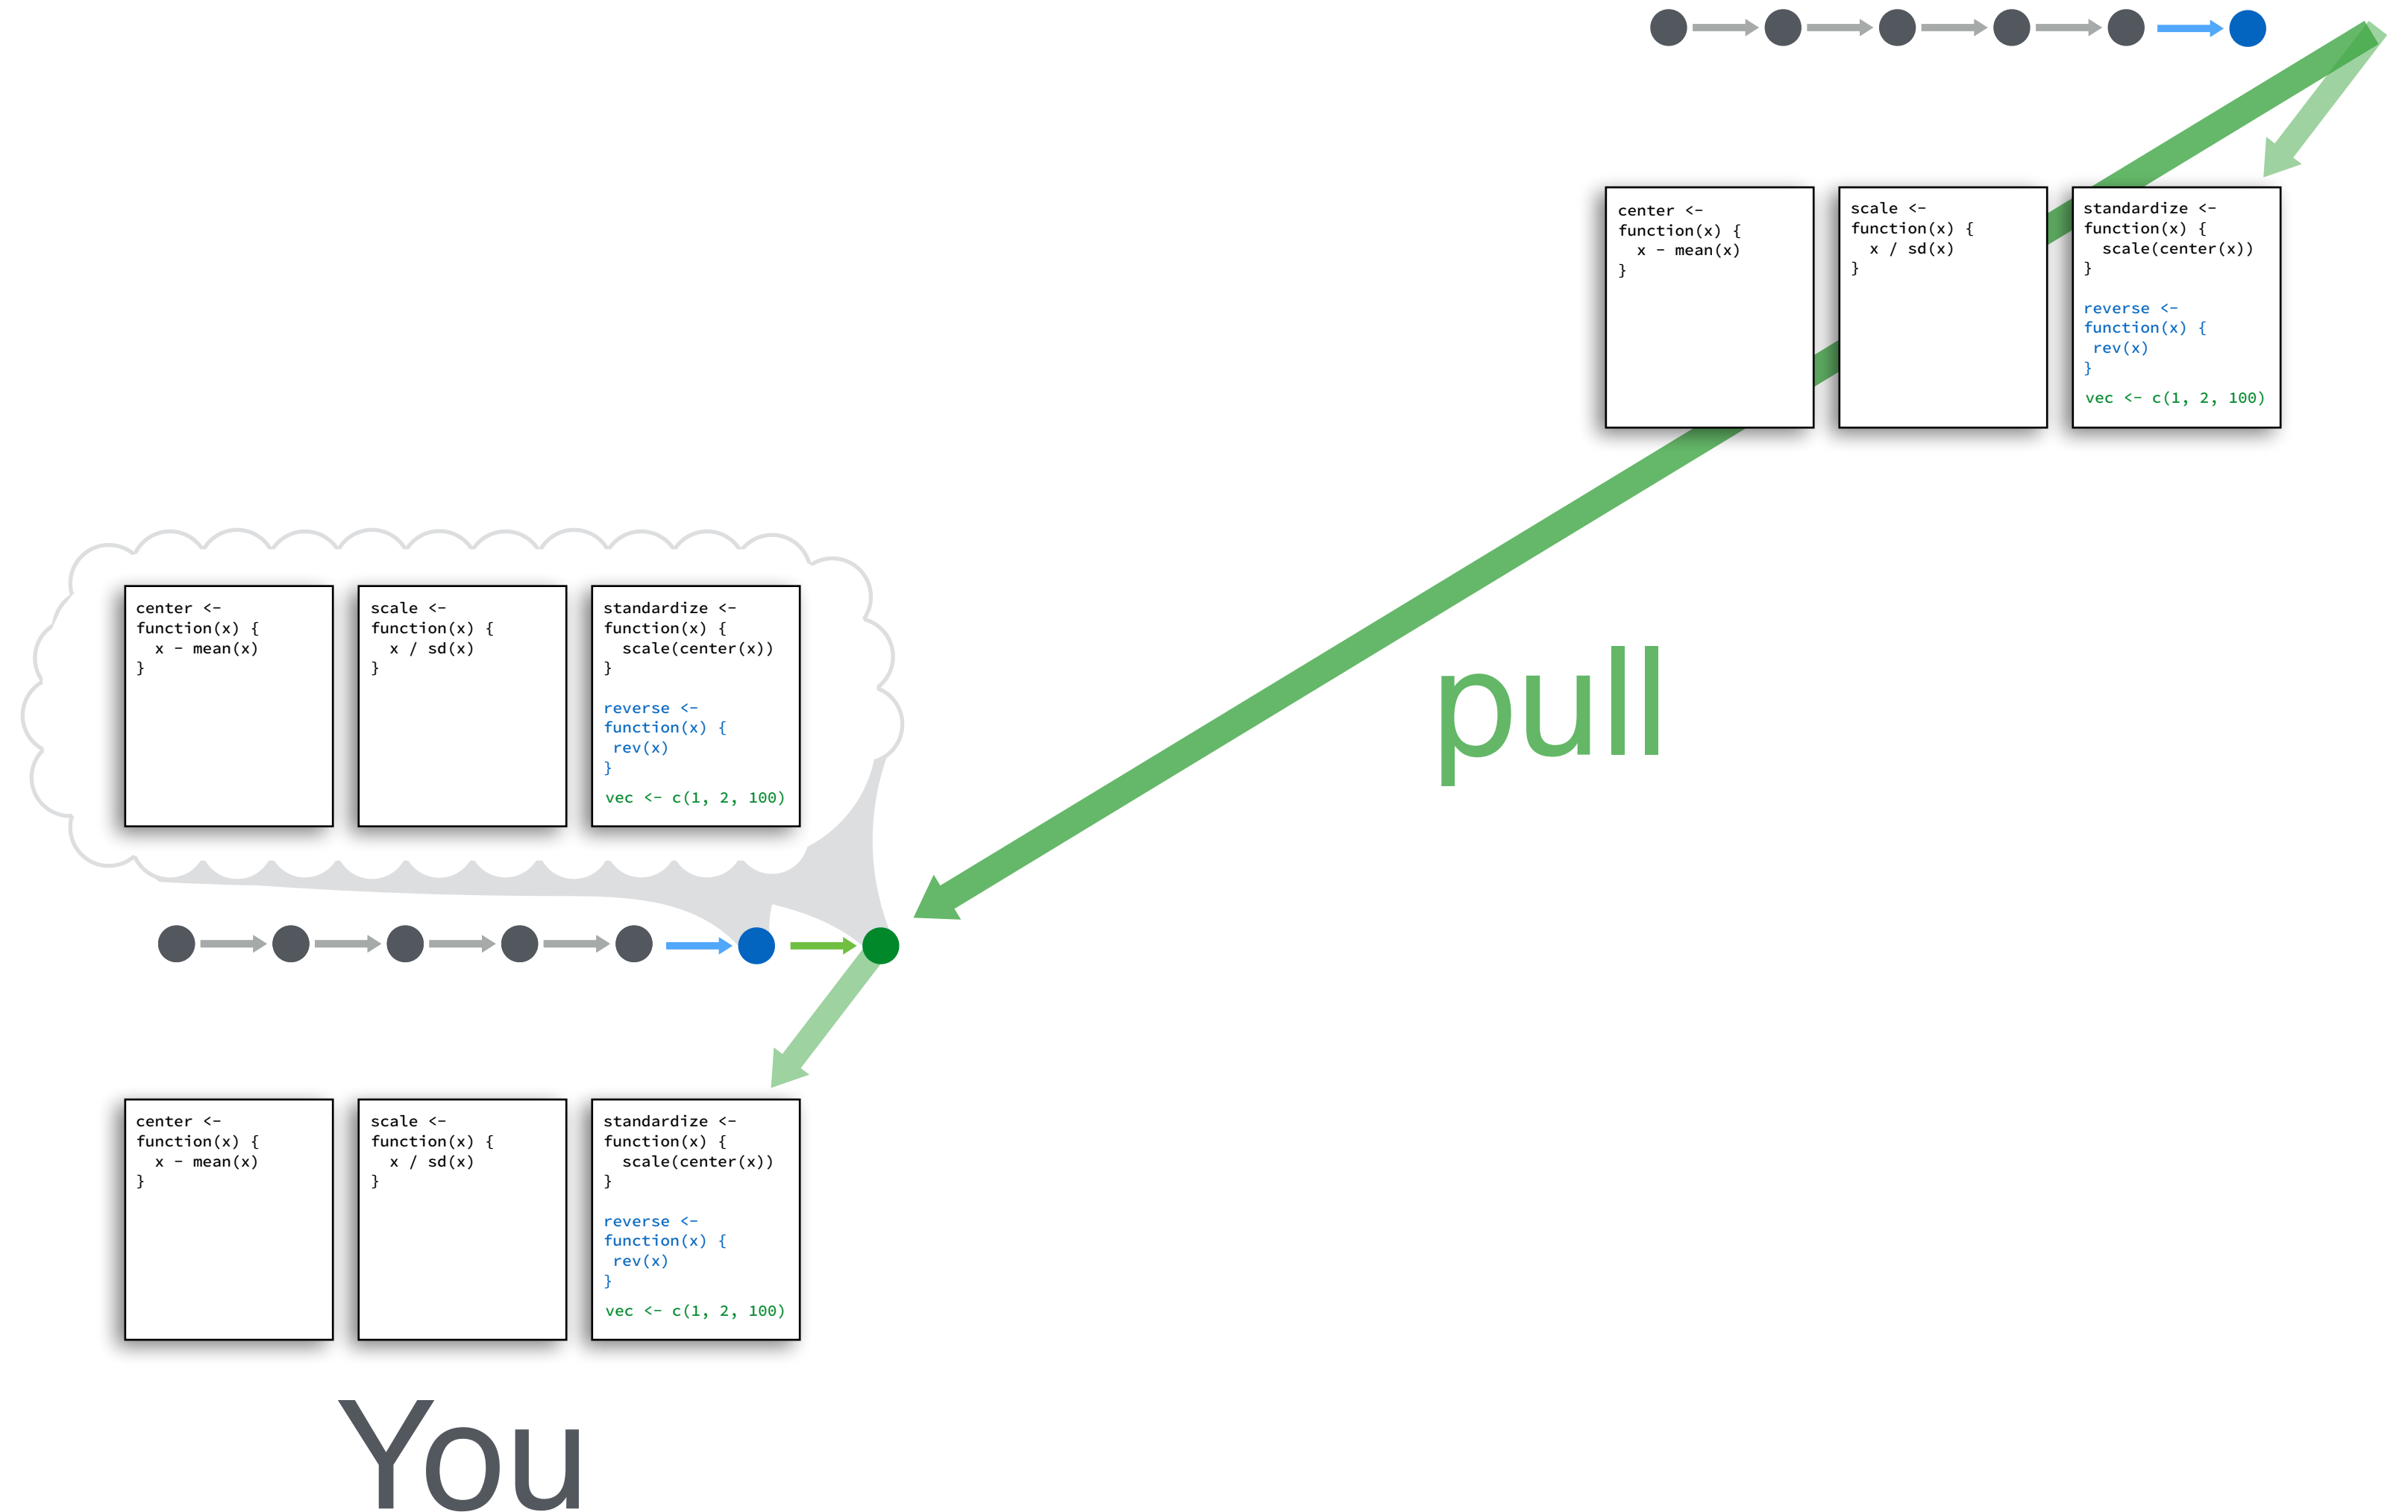 center <-
function(x) {
  x - mean(x)
}
scale <-
function(x) {
  x / sd(x)
}
standardize <-
function(x) {
  scale(center(x))
}
reverse <-
function(x) {
 rev(x)
}
vec <- c(1, 2, 100)
center <-
function(x) {
  x - mean(x)
}
scale <-
function(x) {
  x / sd(x)
}
standardize <-
function(x) {
  scale(center(x))
}
reverse <-
function(x) {
 rev(x)
}
vec <- c(1, 2, 100)
pull
center <-
function(x) {
  x - mean(x)
}
scale <-
function(x) {
  x / sd(x)
}
standardize <-
function(x) {
  scale(center(x))
}
reverse <-
function(x) {
 rev(x)
}
vec <- c(1, 2, 100)
You